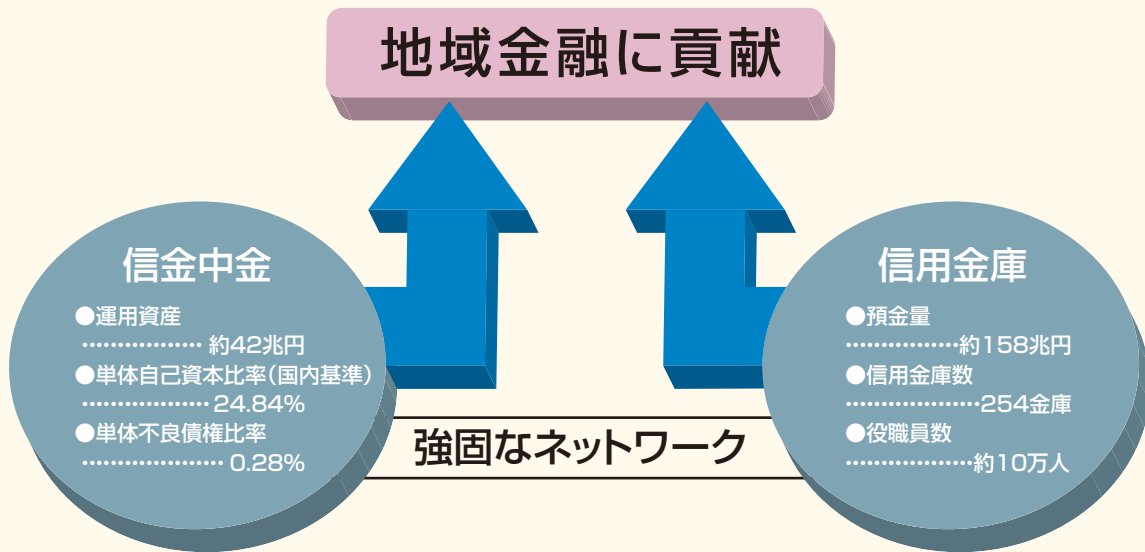 地域金融に貢献
信金中金
●運用資産
……………… 約42兆円
●単体自己資本比率(国内基準)
……………… 24.84%
●単体不良債権比率
……………… 0.28%
信用金庫
●預金量
………………約158兆円
●信用金庫数
………………254金庫
●役職員数
………………約10万人
強固なネットワーク